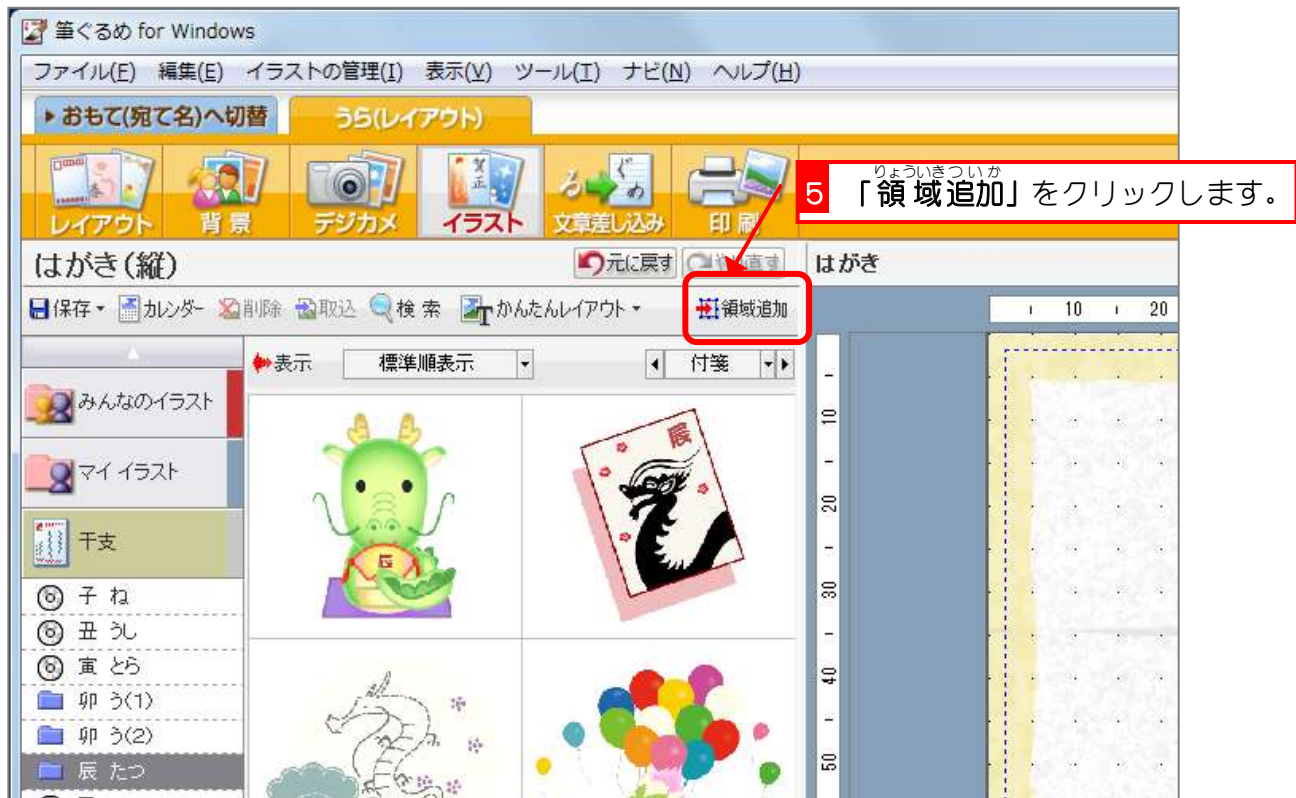 筆ぐるめ for Windows
ファイル(F) 編集(E) イラストの管理(I) 表示(V) ツール(T) ナビ(N) ヘルプ(H)
おもて(宛て名)へ切替 うら(レイアウト)
レイアウト 背景 デジカメ イラスト 文章差し込み 印刷
りょういきついか
5 「領域追加」をクリックします。
はがき(縦) 元に戻す やり直す はがき
保存 カレンダー 削除 取込 検索 かんたんレイアウト 領域追加
10 20
表示 標準順表示 付箋
みんなのイラスト
マイ イラスト
干支
子 ね
丑 うし
寅 とら
卯 う(1)
卯 う(2)
辰 たつ
辰
辰
10
20
30
40
50